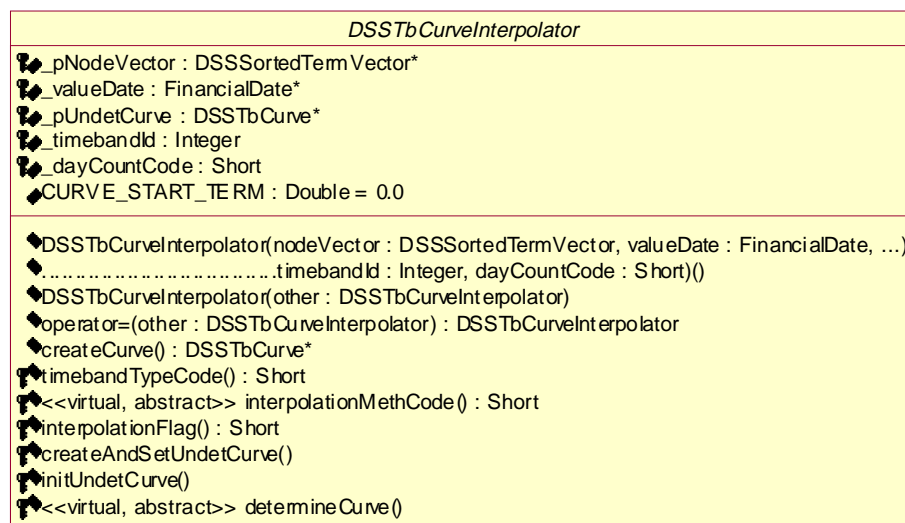 DSSTbCurveInterpolator
_pNodeVector : DSSSortedTermVector*
_valueDate : FinancialDate*
_pUndetCurve : DSSTbCurve*
_timebandId : Integer
_dayCountCode : Short
CURVE_START_TERM : Double = 0.0
DSSTbCurveInterpolator(nodeVector : DSSSortedTermVector, valueDate : FinancialDate, ...)
...................................timebandId : Integer, dayCountCode : Short)()
DSSTbCurveInterpolator(other : DSSTbCurveInterpolator)
operator=(other : DSSTbCurveInterpolator) : DSSTbCurveInterpolator
createCurve() : DSSTbCurve*
timebandTypeCode() : Short
<<virtual, abstract>> interpolationMethCode() : Short
interpolationFlag() : Short
createAndSetUndetCurve()
initUndetCurve()
<<virtual, abstract>> determineCurve()